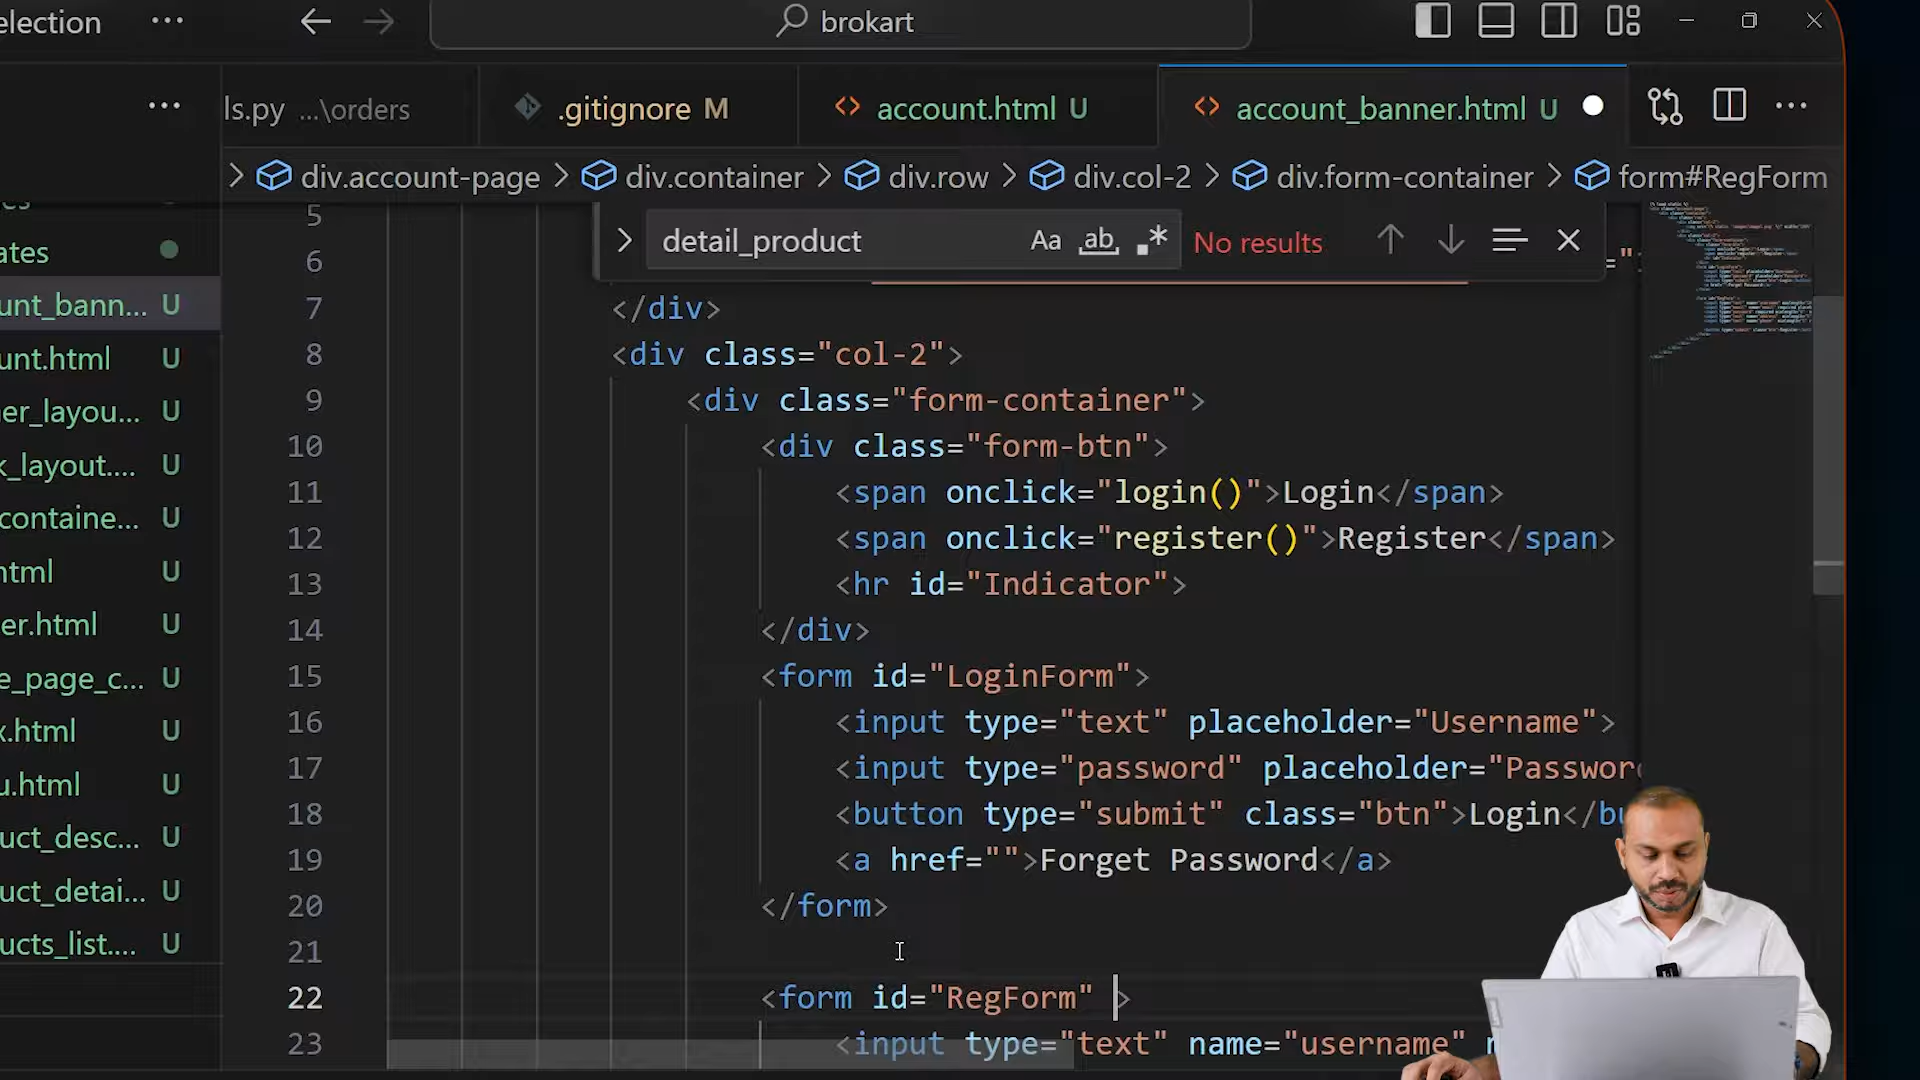 election ...
brokart
ls.py ...\orders
.gitignore M
account.html U
account_banner.html U
div.account-page
div.container
div.row
div.col-2
div.form-container
form#RegForm
detail_product
Aa ab .*
No results
ates
unt_bann... U
unt.html U
er_layou... U
k_layout.... U
containe... U
html U
er.html U
e_page_c... U
x.html U
u.html U
uct_desc... U
uct_detai... U
ucts_list.... U
5
6
7 </div>
8 <div class="col-2">
9 <div class="form-container">
10 <div class="form-btn">
11 <span onclick="login()">Login</span>
12 <span onclick="register()">Register</span>
13 <hr id="Indicator">
14 </div>
15 <form id="LoginForm">
16 <input type="text" placeholder="Username">
17 <input type="password" placeholder="Passwor
18 <button type="submit" class="btn">Login</bu
19 <a href="">Forget Password</a>
20 </form>
21
22 <form id="RegForm" >
23 <input type="text" name="username"